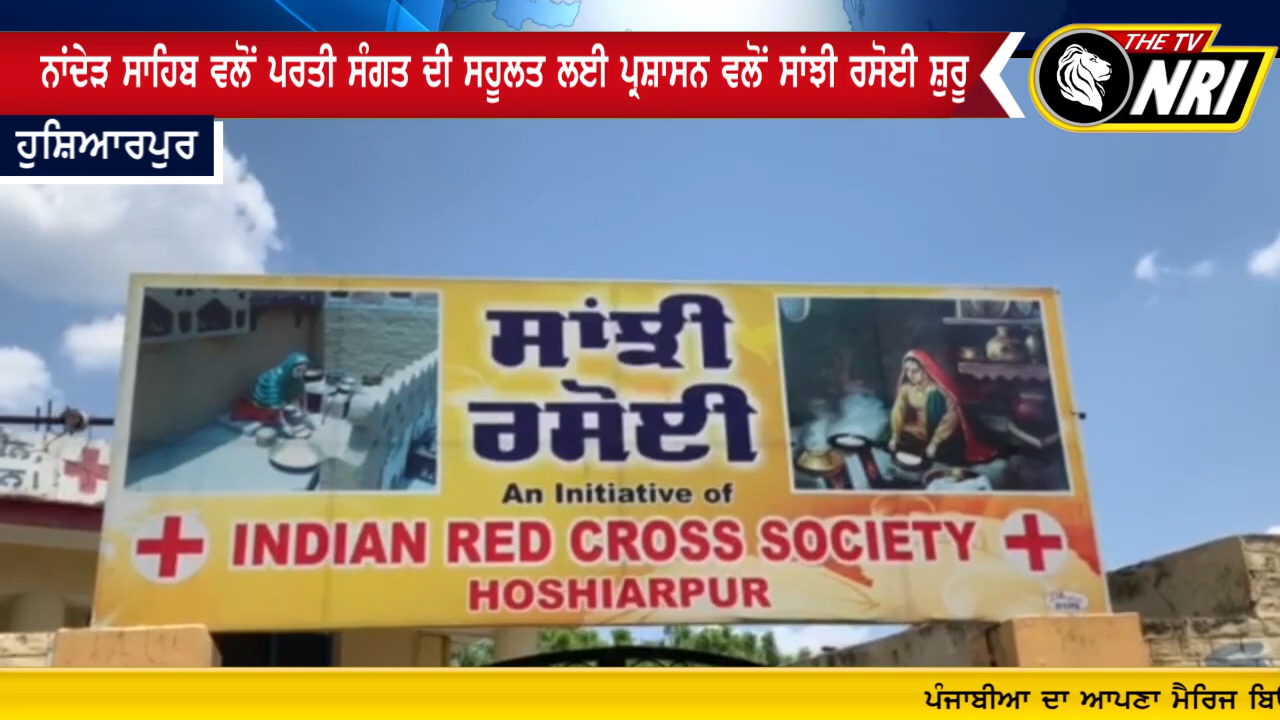 ਨਾਂਦੇੜ ਸਾਹਿਬ ਵਲੋਂ ਪਰਤੀ ਸੰਗਤ ਦੀ ਸਹੂਲਤ ਲਈ ਪ੍ਰਸ਼ਾਸਨ ਵਲੋਂ ਸਾਂਝੀ ਰਸੋਈ ਸ਼ੁਰੂ
THE TV
NRI
ਹੁਸ਼ਿਆਰਪੁਰ
ਸਾਂਝੀ
ਰਸੋਈ
An Initiative of
INDIAN RED CROSS SOCIETY
HOSHIARPUR
ਪੰਜਾਬੀਆ ਦਾ ਆਪਣਾ ਮੈਰਿਜ